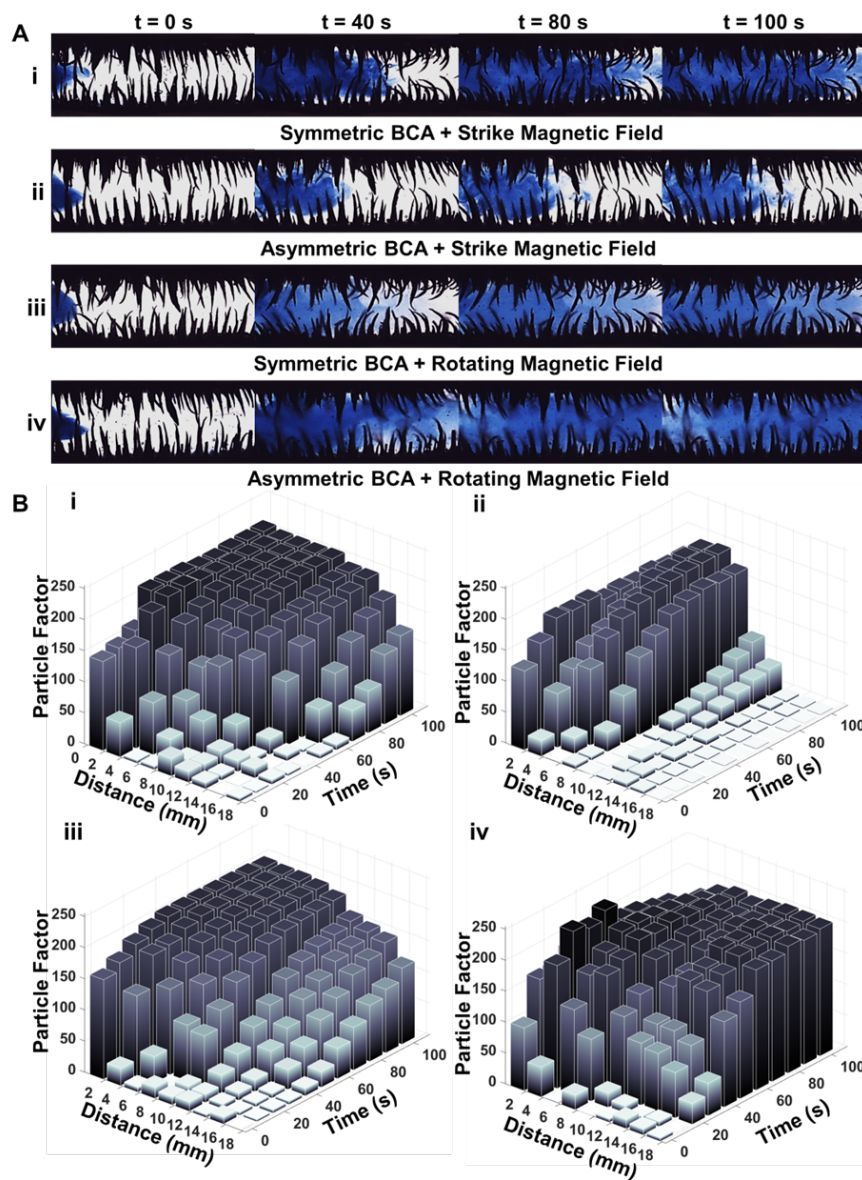 A
t = 0 s t = 40 s t = 80 s t = 100 s
i
Symmetric BCA + Strike Magnetic Field
ii
Asymmetric BCA + Strike Magnetic Field
iii
Symmetric BCA + Rotating Magnetic Field
iv
Asymmetric BCA + Rotating Magnetic Field
B
i
Particle Factor
250
200
150
100
50
0
0 2 4 6 8 10 12 14 16 18
Distance (mm)
0 20 40 60 80 100
Time (s)
ii
Particle Factor
250
200
150
100
50
0
2 4 6 8 10 12 14 16 18
Distance (mm)
0 20 40 60 80 100
Time (s)
iii
Particle Factor
250
200
150
100
50
0
2 4 6 8 10 12 14 16 18
Distance (mm)
0 20 40 60 80 100
Time (s)
iv
Particle Factor
250
200
150
100
50
0
2 4 6 8 10 12 14 16 18
Distance (mm)
0 20 40 60 80 100
Time (s)